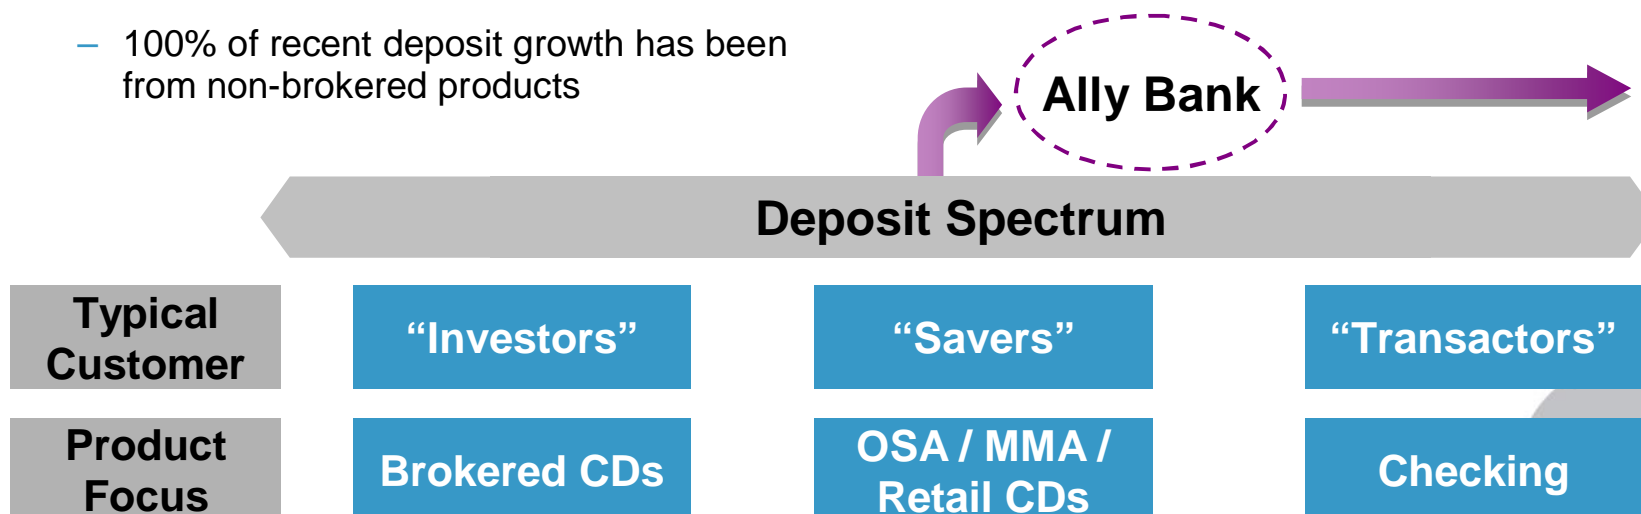 – 100% of recent deposit growth has been
from non-brokered products
Ally Bank
Deposit Spectrum
Typical
Customer
“Investors”
“Savers”
“Transactors”
Product
Focus
Brokered CDs
OSA / MMA /
Retail CDs
Checking